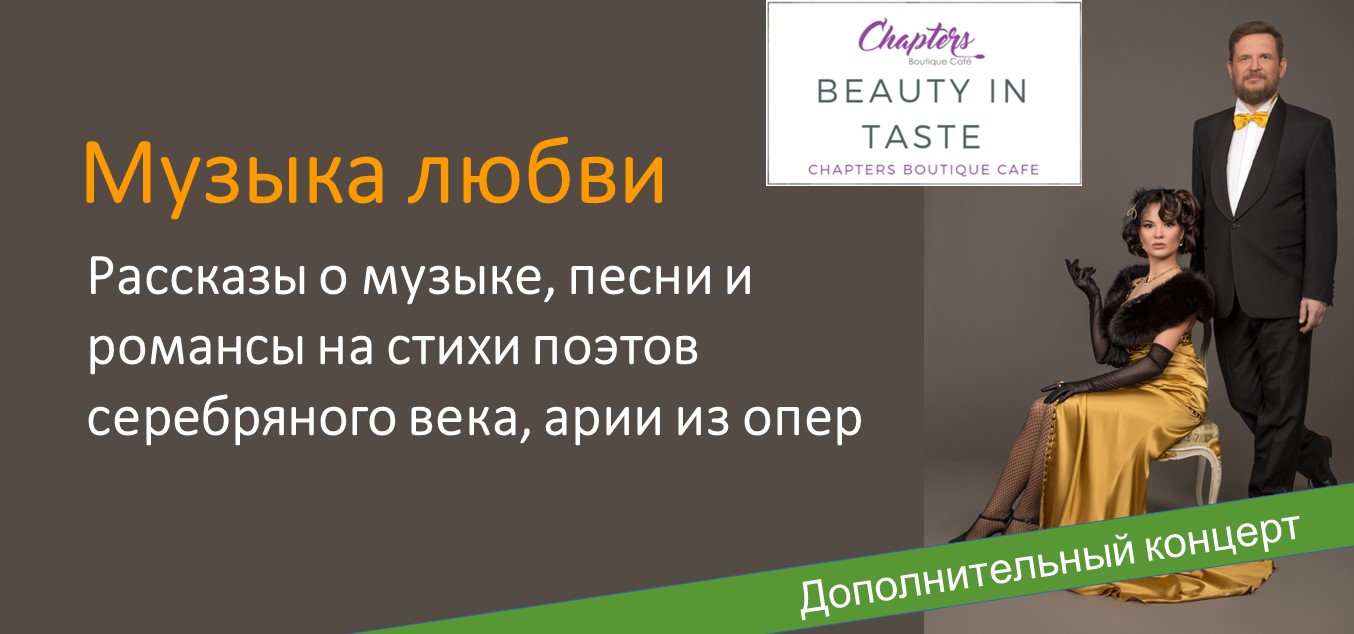 Chapters
Boutique Café
BEAUTY IN
TASTE
CHAPTERS BOUTIQUE CAFE
Музыка любви
Рассказы о музыке, песни и
романсы на стихи поэтов
серебряного века, арии из опер
Дополнительный концерт